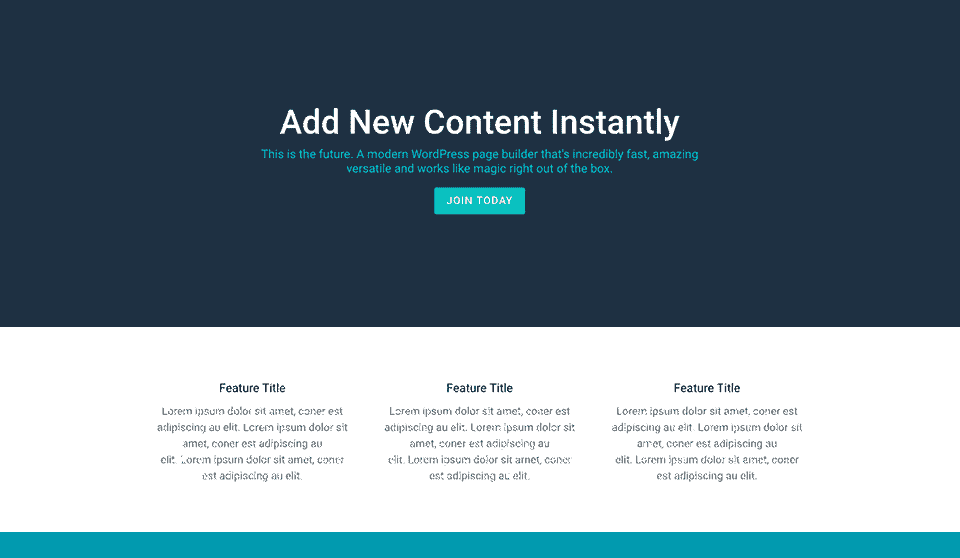 Add New Content Instantly
This is the future. A modern WordPress page builder that's incredibly fast, amazing
versatile and works like magic right out of the box.
JOIN TODAY
Feature Title
Lorem ipsum dolor sit amet, coner est
adipiscing au elit. Lorem ipsum dolor sit
amet, coner est adipiscing au
elit. Lorem ipsum dolor sit amet, coner
est adipiscing au elit.
Feature Title
Lorem ipsum dolor sit amet, coner est
adipiscing au elit. Lorem ipsum dolor sit
amet, coner est adipiscing au
elit. Lorem ipsum dolor sit amet, coner
est adipiscing au elit.
Feature Title
Lorem ipsum dolor sit amet, coner est
adipiscing au elit. Lorem ipsum dolor sit
amet, coner est adipiscing au
elit. Lorem ipsum dolor sit amet, coner
est adipiscing au elit.